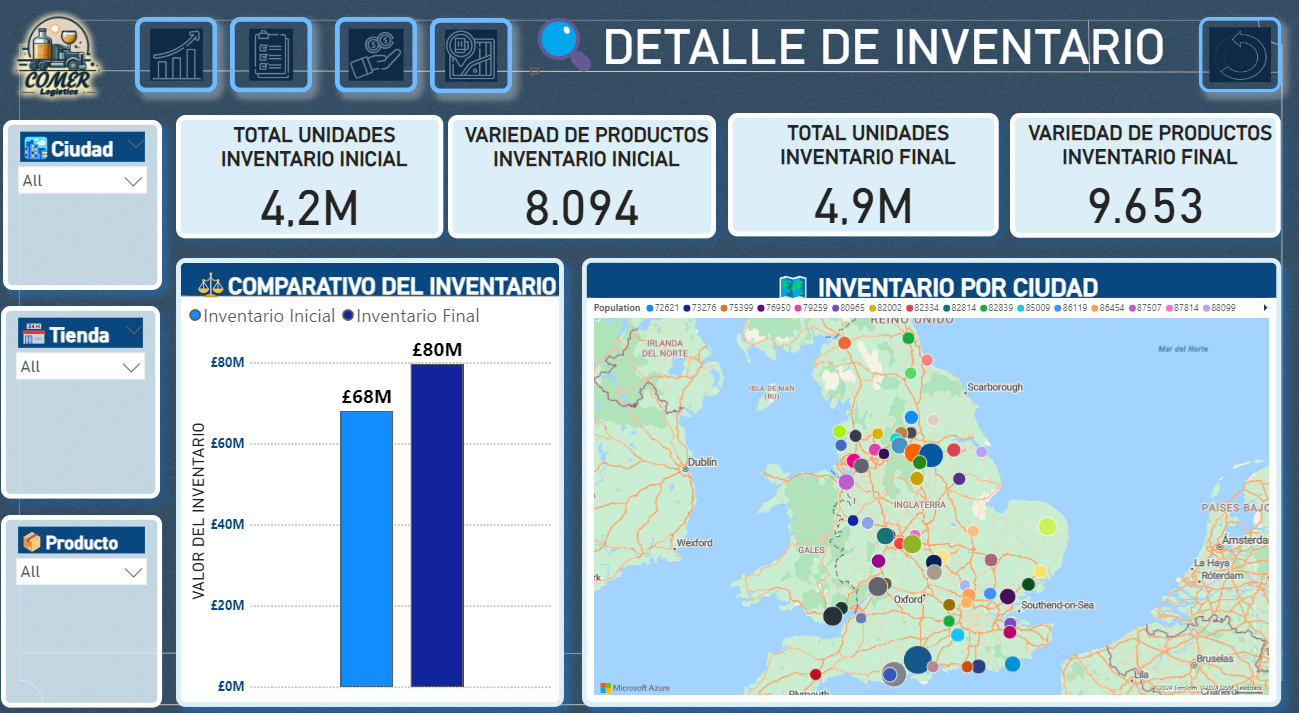 COMER
Logistics
DETALLE DE INVENTARIO
Ciudad
All
Tienda
All
Producto
All
TOTAL UNIDADES
INVENTARIO INICIAL
4,2M
VARIEDAD DE PRODUCTOS
INVENTARIO INICIAL
8.094
TOTAL UNIDADES
INVENTARIO FINAL
4,9M
VARIEDAD DE PRODUCTOS
INVENTARIO FINAL
9.653
COMPARATIVO DEL INVENTARIO
Inventario Inicial Inventario Final
VALOR DEL INVENTARIO
£80M
£60M
£40M
£20M
£0M
£68M
£80M
INVENTARIO POR CIUDAD
Population 72621 73276 75399 76950 79259 80965 82002 82334 82814 82839 85009 86119 86454 87507 87814 88099
REINO UNIDO
IRLANDA
DEL NORTE
Mar del Norte
ISLA DE MAN
(RU)
Scarborough
Dublín
INGLATERRA
PAÍSES BAJO
Wexford
Ámsterda
GALES
La Haya
Róterdam
rk
Oxford
Southend-on-Sea
Bruselas
Lila
Plymouth
Microsoft Azure
©2024 TomTom ©2024 OSM Feedback